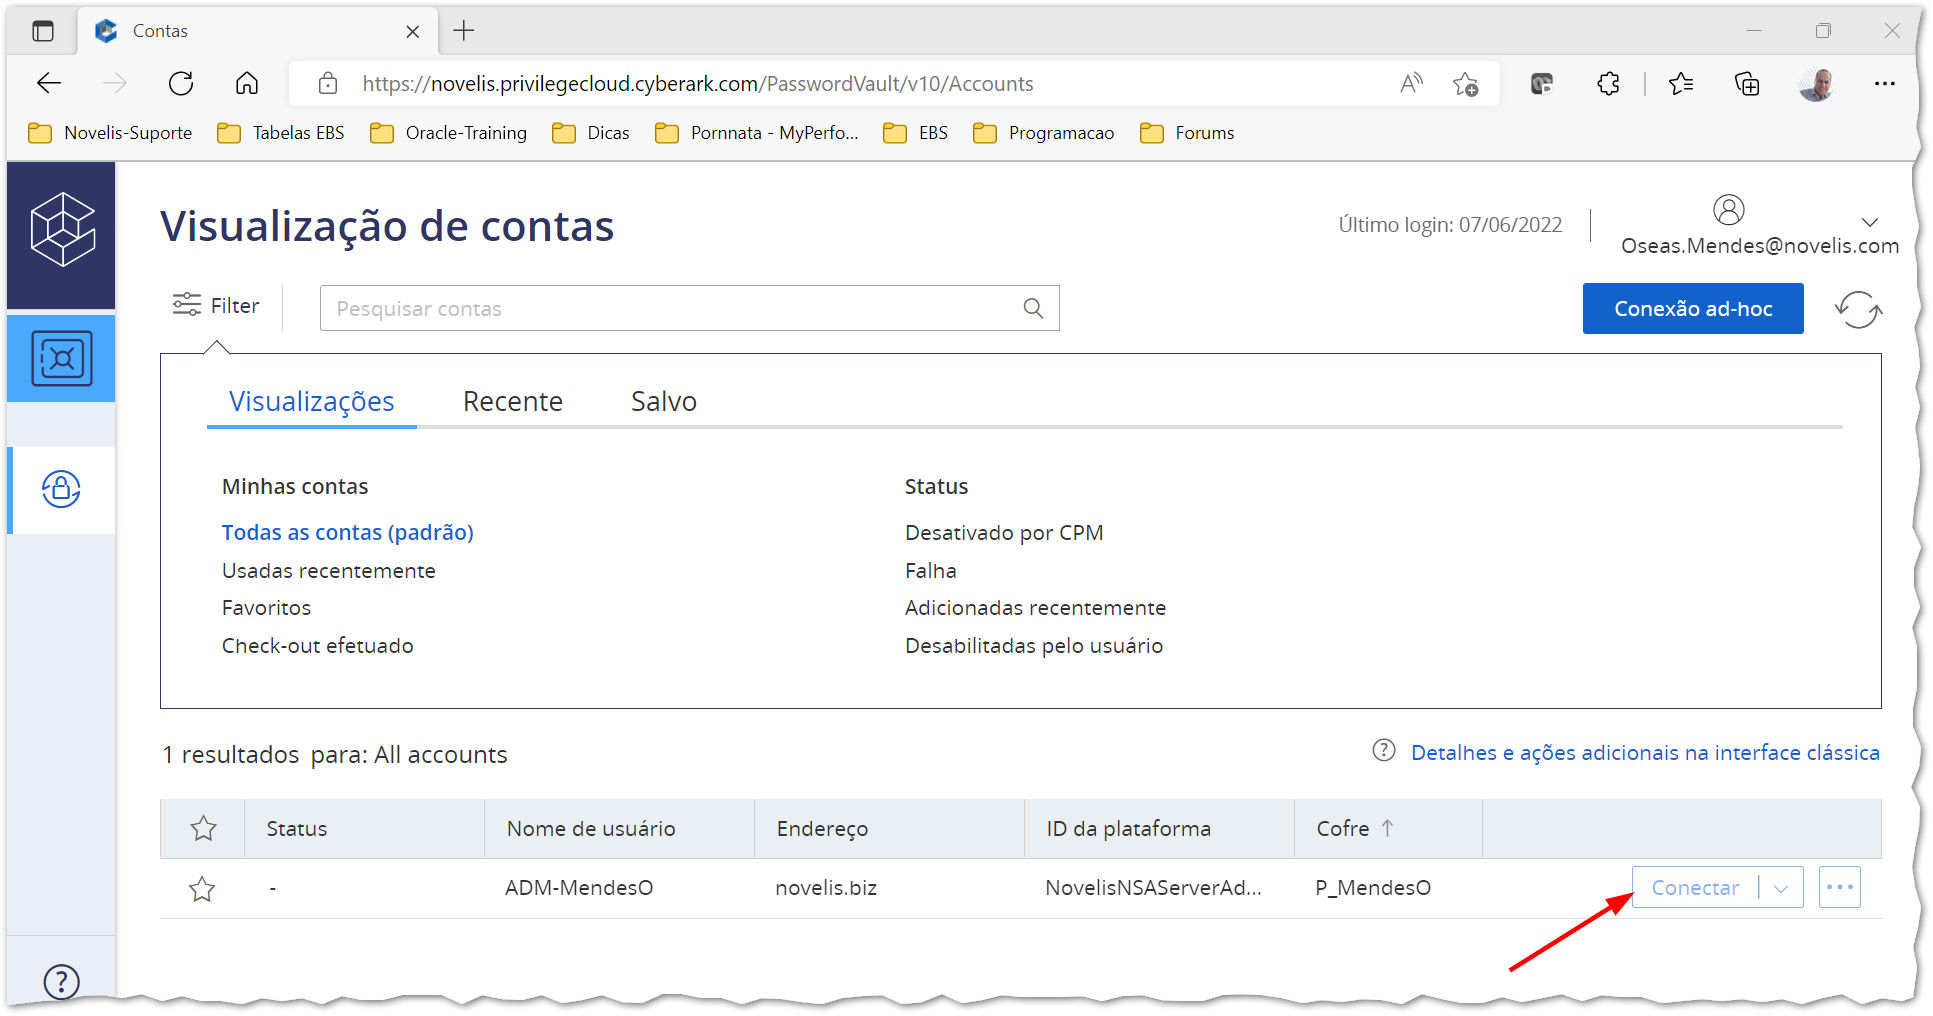 Contas
https://novelis.privilegecloud.cyberark.com/PasswordVault/v10/Accounts
Novelis-Suporte Tabelas EBS Oracle-Training Dicas Pornnata - MyPerfo... EBS Programacao Forums
Visualização de contas
Último login: 07/06/2022
Oseas.Mendes@novelis.com
Filter
Pesquisar contas
Conexão ad-hoc
Visualizações Recente Salvo
Minhas contas
Todas as contas (padrão)
Usadas recentemente
Favoritos
Check-out efetuado
Status
Desativado por CPM
Falha
Adicionadas recentemente
Desabilitadas pelo usuário
1 resultados para: All accounts
? Detalhes e ações adicionais na interface clássica
Status Nome de usuário Endereço ID da plataforma Cofre ↑
- ADM-MendesO novelis.biz NovelisNSAServerAd... P_MendesO Conectar ...
?